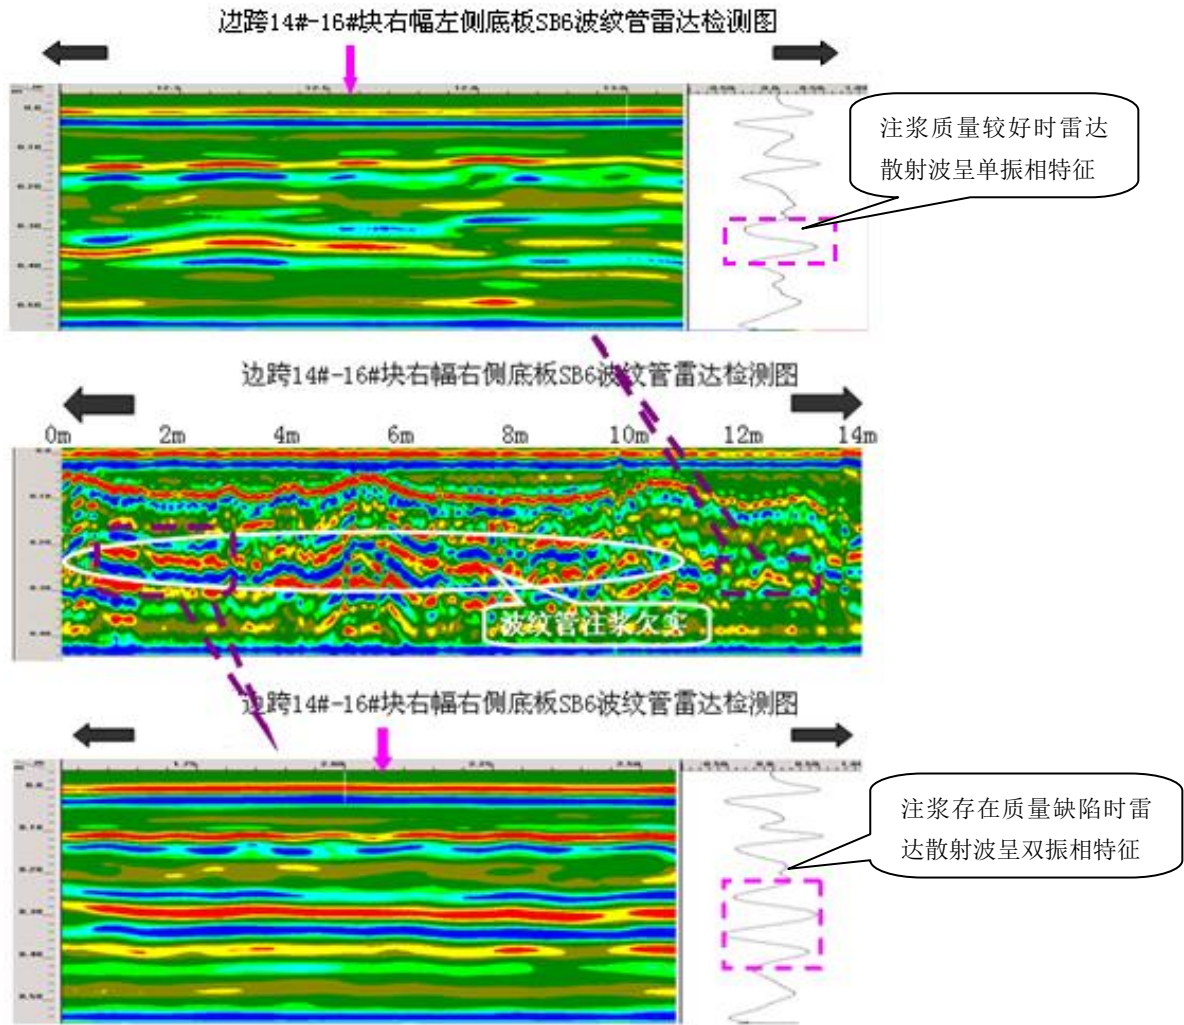 边跨14#-16#块右幅左侧底板SB6波纹管雷达检测图
注浆质量较好时雷达
散射波呈单振相特征
边跨14#-16#块右幅右侧底板SB6波纹管雷达检测图
0m 2m 4m 6m 8m 10m 12m 14m
波纹管注浆欠实
边跨14#-16#块右幅右侧底板SB6波纹管雷达检测图
注浆存在质量缺陷时雷
达散射波呈双振相特征